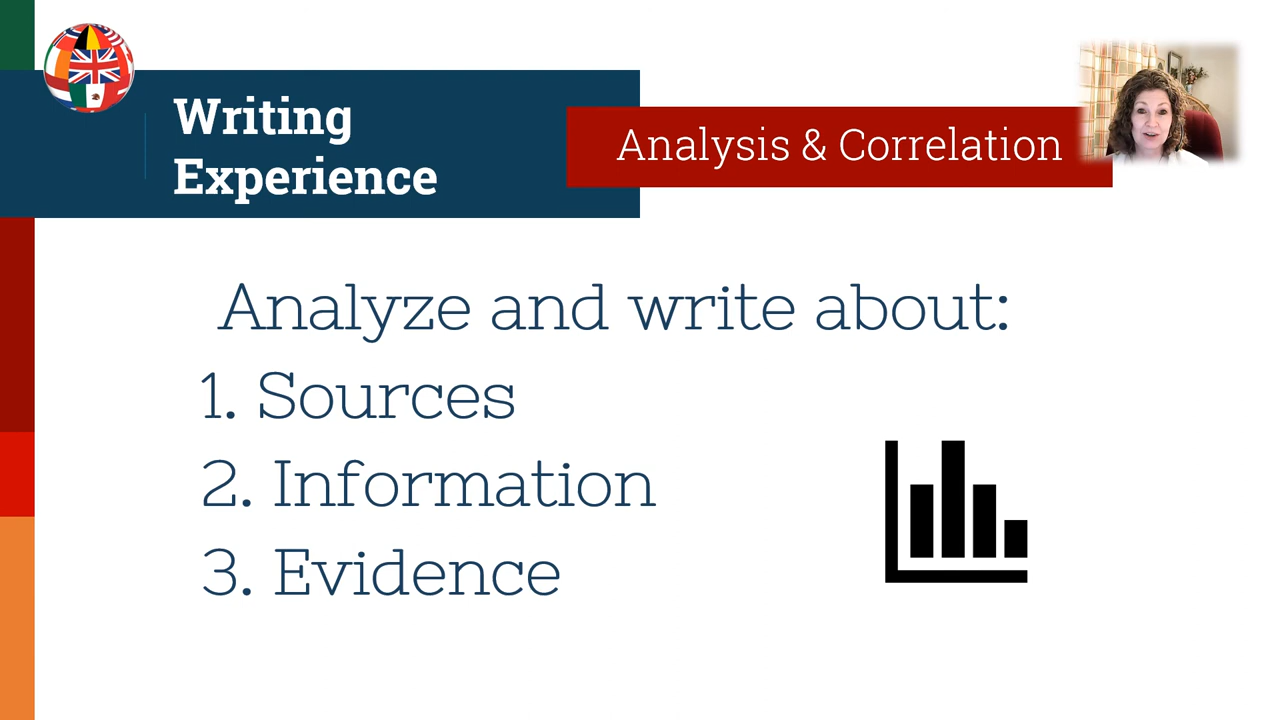 Writing
Experience
Analysis & Correlation
Analyze and write about:
1. Sources
2. Information
3. Evidence